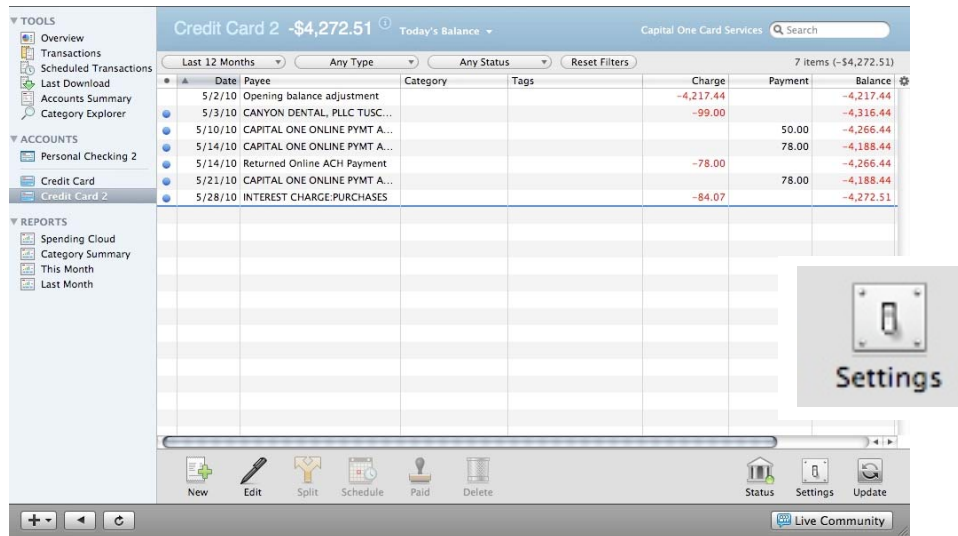 TOOLS
Overview
Transactions
Scheduled Transactions
Last Download
Accounts Summary
Category Explorer
ACCOUNTS
Personal Checking 2
Credit Card
Credit Card 2
REPORTS
Spending Cloud
Category Summary
This Month
Last Month
Credit Card 2 -$4,272.51 Today's Balance Capital One Card Services Search
Last 12 Months Any Type Any Status Reset Filters 7 items (-$4,272.51)
Date Payee Category Tags Charge Payment Balance
5/2/10 Opening balance adjustment -4,217.44 -4,217.44
5/3/10 CANYON DENTAL, PLLC TUSC... -99.00 -4,316.44
5/10/10 CAPITAL ONE ONLINE PYMT A... 50.00 -4,266.44
5/14/10 CAPITAL ONE ONLINE PYMT A... 78.00 -4,188.44
5/14/10 Returned Online ACH Payment -78.00 -4,266.44
5/21/10 CAPITAL ONE ONLINE PYMT A... 78.00 -4,188.44
5/28/10 INTEREST CHARGE:PURCHASES -84.07 -4,272.51
Settings
New Edit Split Schedule Paid Delete Status Settings Update
Live Community